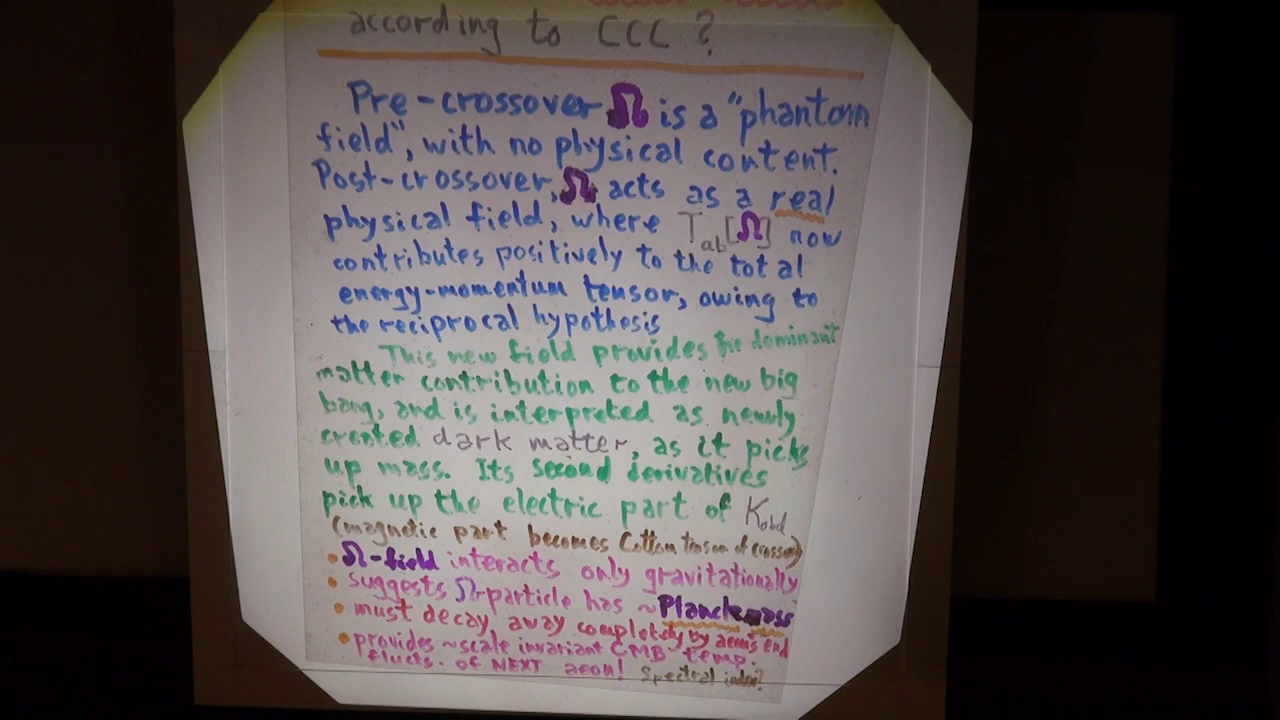 according to CCC ?
Pre-crossover Ω is a "phantom
field", with no physical content.
Post-crossover, Ω acts as a real
physical field, where Tab[Ω] now
contributes positively to the total
energy-momentum tensor, owing to
the reciprocal hypothesis
This new field provides the dominant
matter contribution to the new big
bang, and is interpreted as newly
created dark matter, as it picks
up mass. Its second derivatives
pick up the electric part of Kabcd
(magnetic part becomes Cotton tensor of crossover)
• Ω-field interacts only gravitationally
• suggests Ω-particle has ~Planck mass
• must decay away completely by aeon's end
• provides ~scale invariant CMB temp.
flucts. of NEXT aeon! Spectral index?